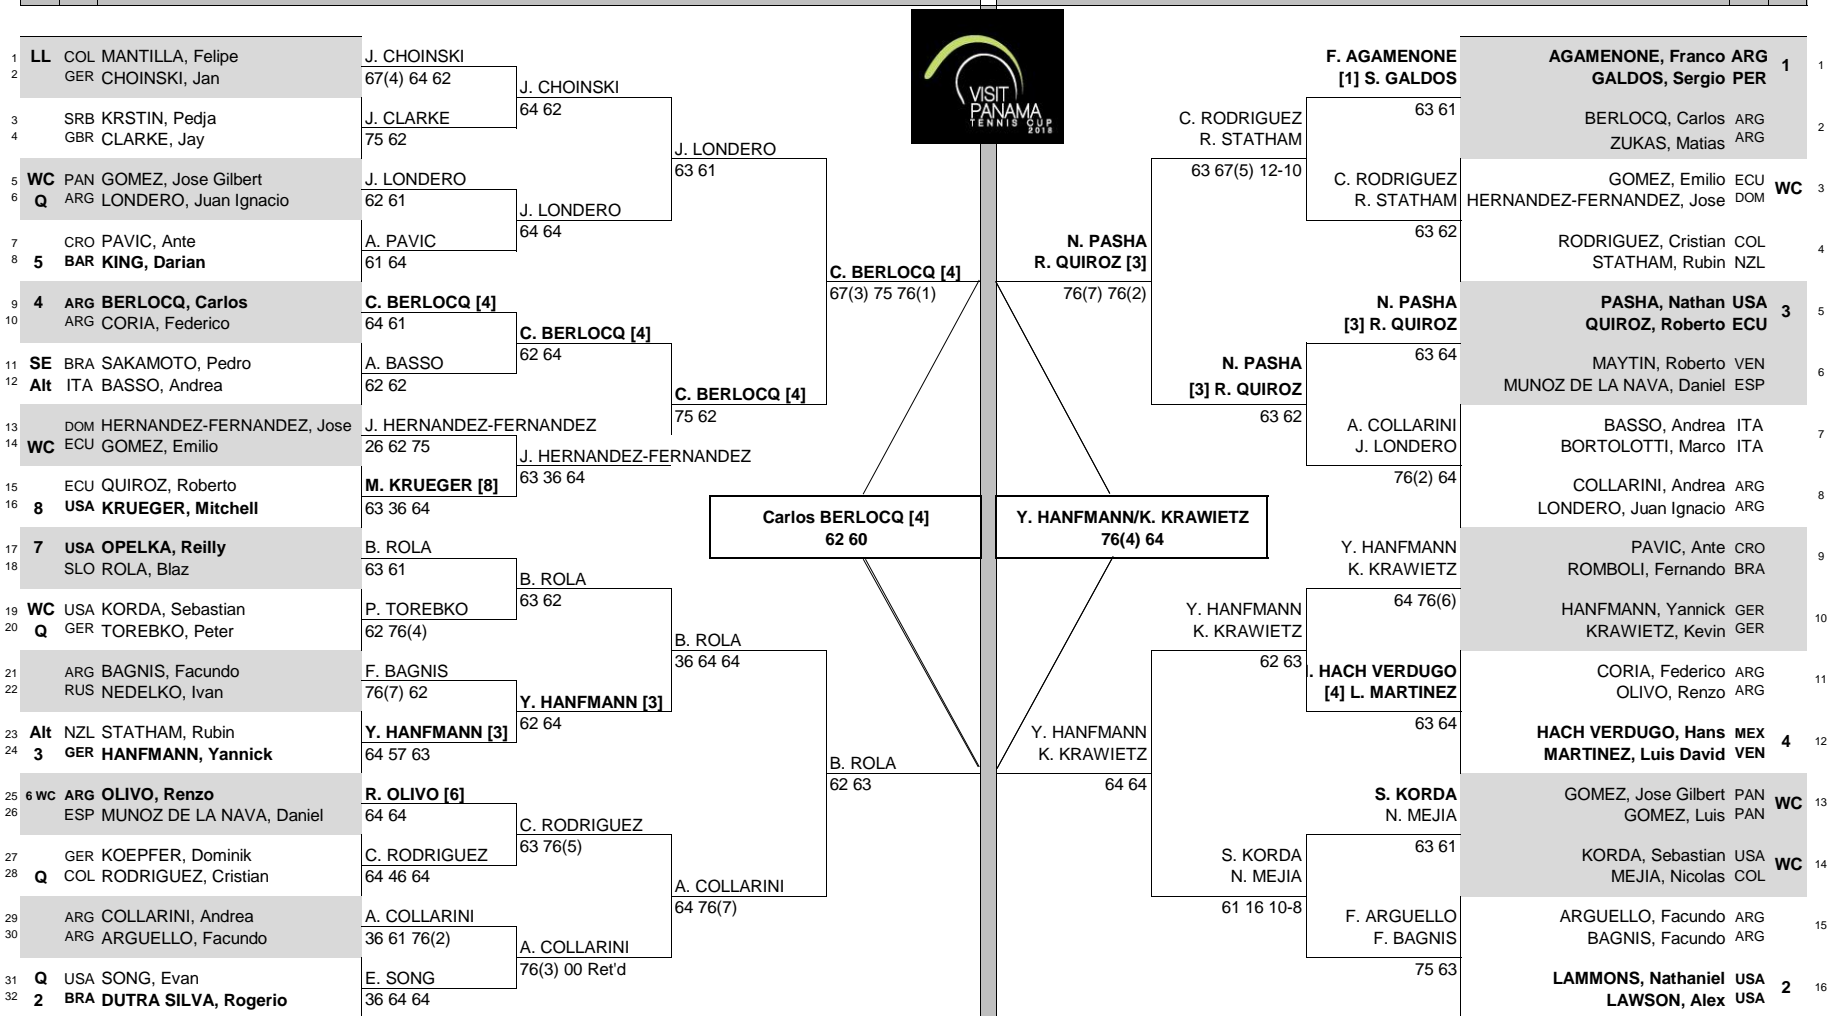 VISIT
PANAMA
TENNIS CUP
2018
1 LL COL MANTILLA, Felipe
2 GER CHOINSKI, Jan
3 SRB KRSTIN, Pedja
4 GBR CLARKE, Jay
5 WC PAN GOMEZ, Jose Gilbert
6 Q ARG LONDERO, Juan Ignacio
7 CRO PAVIC, Ante
8 5 BAR KING, Darian
9 4 ARG BERLOCQ, Carlos
10 ARG CORIA, Federico
11 SE BRA SAKAMOTO, Pedro
12 Alt ITA BASSO, Andrea
13 DOM HERNANDEZ-FERNANDEZ, Jose
14 WC ECU GOMEZ, Emilio
15 ECU QUIROZ, Roberto
16 8 USA KRUEGER, Mitchell
17 7 USA OPELKA, Reilly
18 SLO ROLA, Blaz
19 WC USA KORDA, Sebastian
20 Q GER TOREBKO, Peter
21 ARG BAGNIS, Facundo
22 RUS NEDELKO, Ivan
23 Alt NZL STATHAM, Rubin
24 3 GER HANFMANN, Yannick
25 6 WC ARG OLIVO, Renzo
26 ESP MUNOZ DE LA NAVA, Daniel
27 GER KOEPFER, Dominik
28 Q COL RODRIGUEZ, Cristian
29 ARG COLLARINI, Andrea
30 ARG ARGUELLO, Facundo
31 Q USA SONG, Evan
32 2 BRA DUTRA SILVA, Rogerio
J. CHOINSKI
67(4) 64 62
J. CLARKE
75 62
J. LONDERO
62 61
A. PAVIC
61 64
C. BERLOCQ [4]
64 61
A. BASSO
62 62
J. HERNANDEZ-FERNANDEZ
26 62 75
M. KRUEGER [8]
63 36 64
B. ROLA
63 61
P. TOREBKO
62 76(4)
F. BAGNIS
76(7) 62
Y. HANFMANN [3]
64 57 63
R. OLIVO [6]
64 64
C. RODRIGUEZ
64 46 64
A. COLLARINI
36 61 76(2)
E. SONG
36 64 64
J. CHOINSKI
64 62
J. LONDERO
64 64
C. BERLOCQ [4]
62 64
J. HERNANDEZ-FERNANDEZ
63 36 64
B. ROLA
63 62
Y. HANFMANN [3]
62 64
C. RODRIGUEZ
63 76(5)
A. COLLARINI
76(3) 00 Ret'd
J. LONDERO
63 61
C. BERLOCQ [4]
75 62
B. ROLA
36 64 64
A. COLLARINI
64 76(7)
C. BERLOCQ [4]
67(3) 75 76(1)
B. ROLA
62 63
Carlos BERLOCQ [4]
62 60
Y. HANFMANN/K. KRAWIETZ
76(4) 64
N. PASHA
R. QUIROZ [3]
76(7) 76(2)
Y. HANFMANN
K. KRAWIETZ
64 64
C. RODRIGUEZ
R. STATHAM
63 67(5) 12-10
N. PASHA
[3] R. QUIROZ
63 62
Y. HANFMANN
K. KRAWIETZ
62 63
S. KORDA
N. MEJIA
61 16 10-8
F. AGAMENONE
[1] S. GALDOS
63 61
C. RODRIGUEZ
R. STATHAM
63 62
N. PASHA
[3] R. QUIROZ
63 64
A. COLLARINI
J. LONDERO
76(2) 64
Y. HANFMANN
K. KRAWIETZ
64 76(6)
. HACH VERDUGO
[4] L. MARTINEZ
63 64
S. KORDA
N. MEJIA
63 61
F. ARGUELLO
F. BAGNIS
75 63
AGAMENONE, Franco ARG 1 1
GALDOS, Sergio PER
BERLOCQ, Carlos ARG 2
ZUKAS, Matias ARG
GOMEZ, Emilio ECU WC 3
HERNANDEZ-FERNANDEZ, Jose DOM
RODRIGUEZ, Cristian COL 4
STATHAM, Rubin NZL
PASHA, Nathan USA 3 5
QUIROZ, Roberto ECU
MAYTIN, Roberto VEN 6
MUNOZ DE LA NAVA, Daniel ESP
BASSO, Andrea ITA 7
BORTOLOTTI, Marco ITA
COLLARINI, Andrea ARG 8
LONDERO, Juan Ignacio ARG
PAVIC, Ante CRO 9
ROMBOLI, Fernando BRA
HANFMANN, Yannick GER 10
KRAWIETZ, Kevin GER
CORIA, Federico ARG 11
OLIVO, Renzo ARG
HACH VERDUGO, Hans MEX 4 12
MARTINEZ, Luis David VEN
GOMEZ, Jose Gilbert PAN WC 13
GOMEZ, Luis PAN
KORDA, Sebastian USA WC 14
MEJIA, Nicolas COL
ARGUELLO, Facundo ARG 15
BAGNIS, Facundo ARG
LAMMONS, Nathaniel USA 2 16
LAWSON, Alex USA